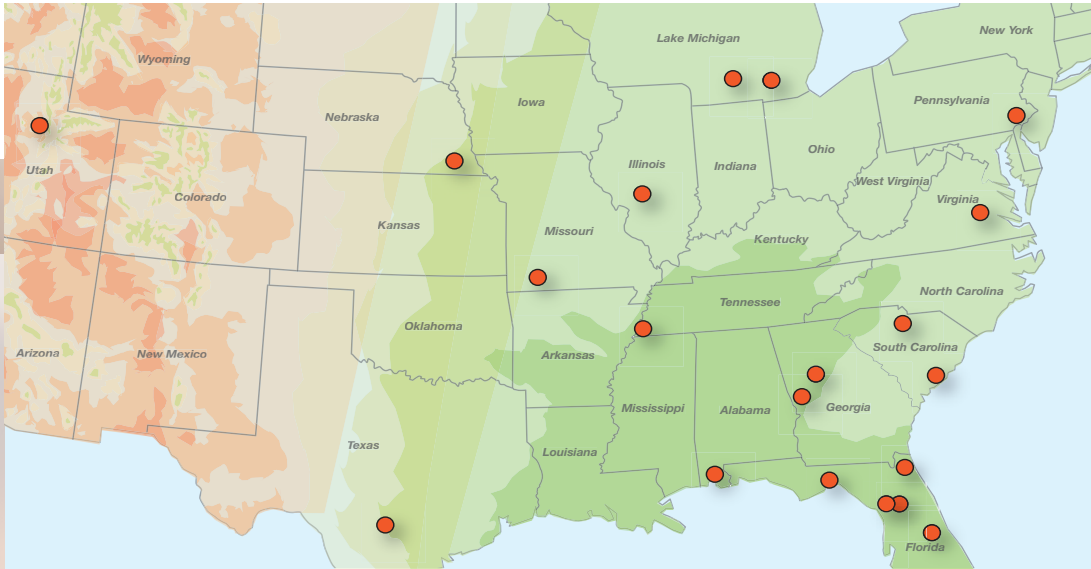 New York
Lake Michigan
Wyoming
Pennsylvania
Iowa
Nebraska
Ohio
Illinois
Indiana
Utah
West Virginia
Colorado
Virginia
Kansas
Missouri
Kentucky
North Carolina
Tennessee
Oklahoma
South Carolina
Arizona
New Mexico
Arkansas
Mississippi
Alabama
Georgia
Texas
Louisiana
Florida